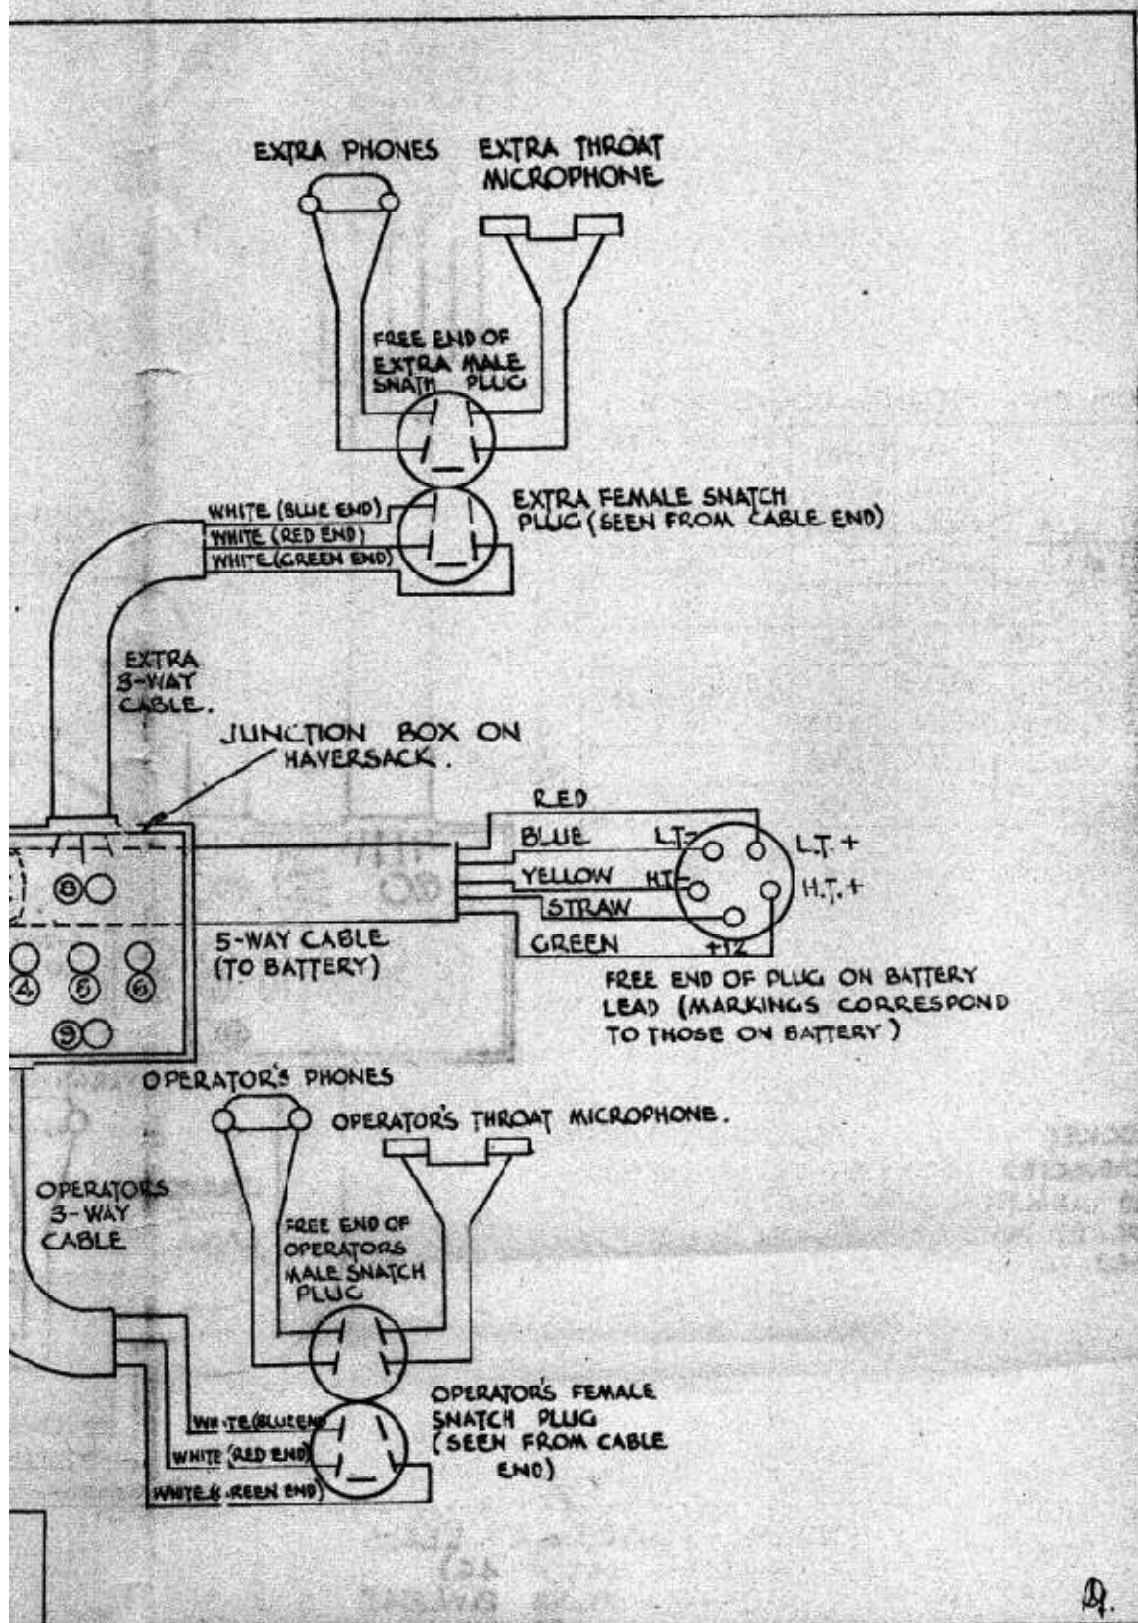 EXTRA PHONES
EXTRA THROAT
MICROPHONE
FREE END OF
EXTRA MALE
SNATH PLUG
WHITE (BLUE END)
WHITE (RED END)
WHITE (GREEN END)
EXTRA FEMALE SNATCH
PLUG (SEEN FROM CABLE END)
EXTRA
3-WAY
CABLE.
JUNCTION BOX ON
HAVERSACK.
RED
BLUE
LT-
L.T. +
YELLOW
HT-
H.T. +
STRAW
GREEN
+12
8
4 5 6
9
5-WAY CABLE
(TO BATTERY)
FREE END OF PLUG ON BATTERY
LEAD (MARKINGS CORRESPOND
TO THOSE ON BATTERY)
OPERATOR'S PHONES
OPERATOR'S THROAT MICROPHONE.
OPERATORS
3-WAY
CABLE
FREE END OF
OPERATORS
MALE SNATCH
PLUG
WHITE (BLUE END
WHITE (RED END)
WHITE (GREEN END)
OPERATOR'S FEMALE
SNATCH PLUG
(SEEN FROM CABLE
END)